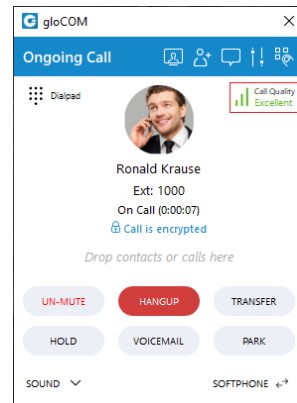 gloCOM
Ongoing Call
Dialpad
Call Quality
Excellent
Ronald Krause
Ext: 1000
On Call (0:00:07)
Call is encrypted
Drop contacts or calls here
UN-MUTE
HANGUP
TRANSFER
HOLD
VOICEMAIL
PARK
SOUND
SOFTPHONE